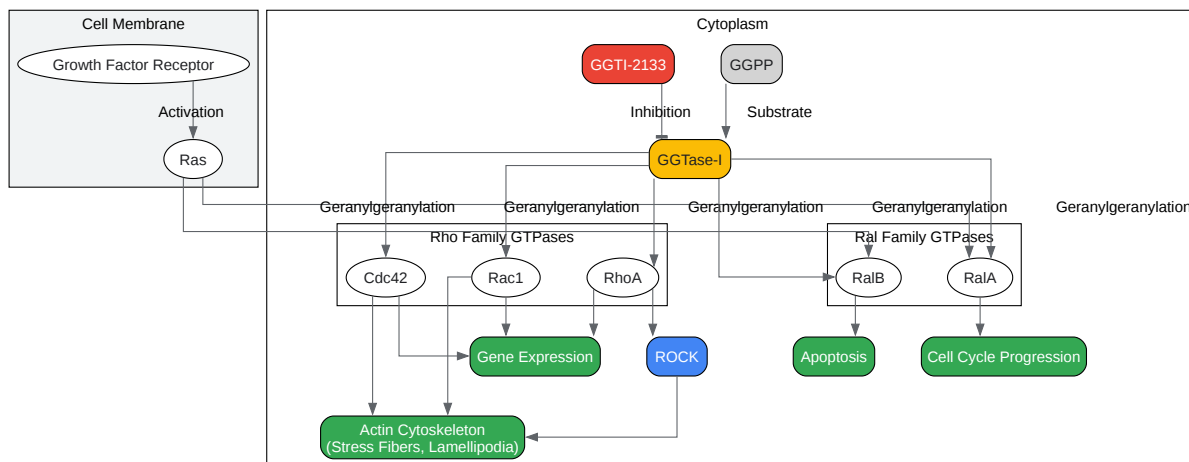 Cell Membrane
Cytoplasm
Growth Factor Receptor
GGTI-2133
GGPP
Activation
Inhibition
Substrate
Ras
GGTase-I
Geranylgeranylation
Geranylgeranylation
Geranylgeranylation
Geranylgeranylation
Geranylgeranylation
Rho Family GTPases
Ral Family GTPases
Cdc42
Rac1
RhoA
RalB
RalA
Gene Expression
ROCK
Apoptosis
Cell Cycle Progression
Actin Cytoskeleton
(Stress Fibers, Lamellipodia)